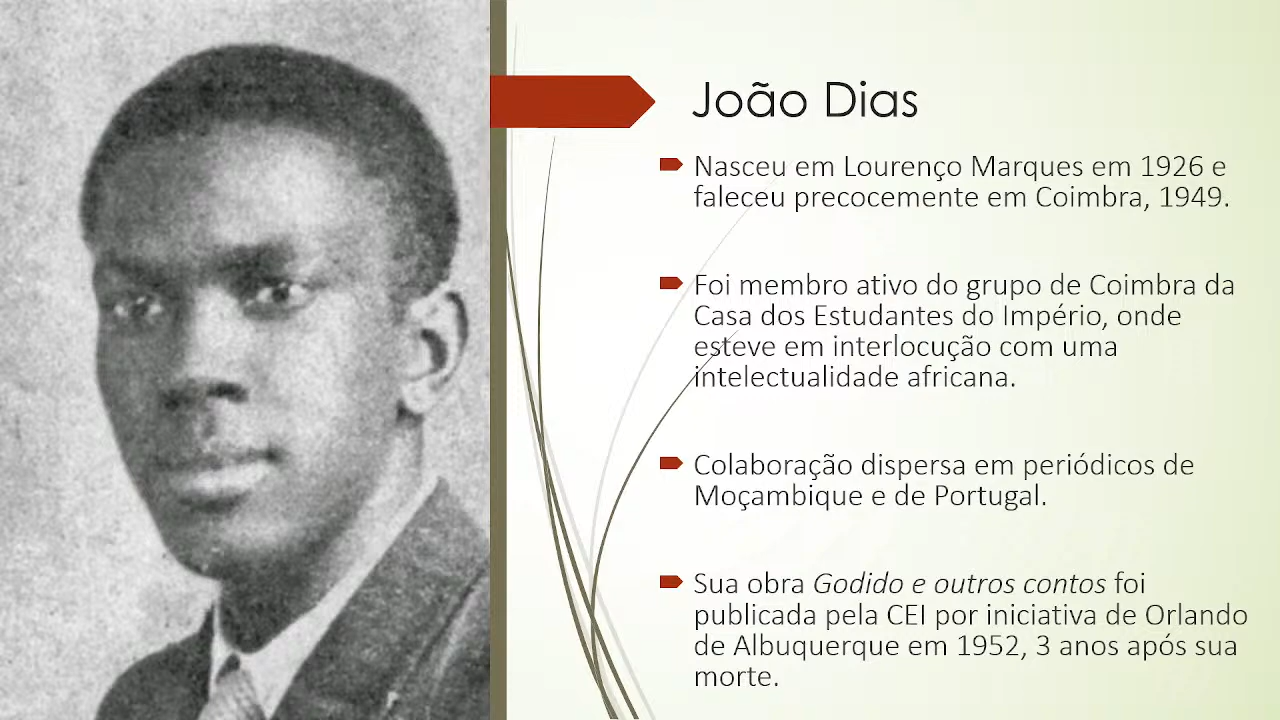 João Dias
Nasceu em Lourenço Marques em 1926 e
faleceu precocemente em Coimbra, 1949.
Foi membro ativo do grupo de Coimbra da
Casa dos Estudantes do Império, onde
esteve em interlocução com uma
intelectualidade africana.
Colaboração dispersa em periódicos de
Moçambique e de Portugal.
Sua obra Godido e outros contos foi
publicada pela CEI por iniciativa de Orlando
de Albuquerque em 1952, 3 anos após sua
morte.